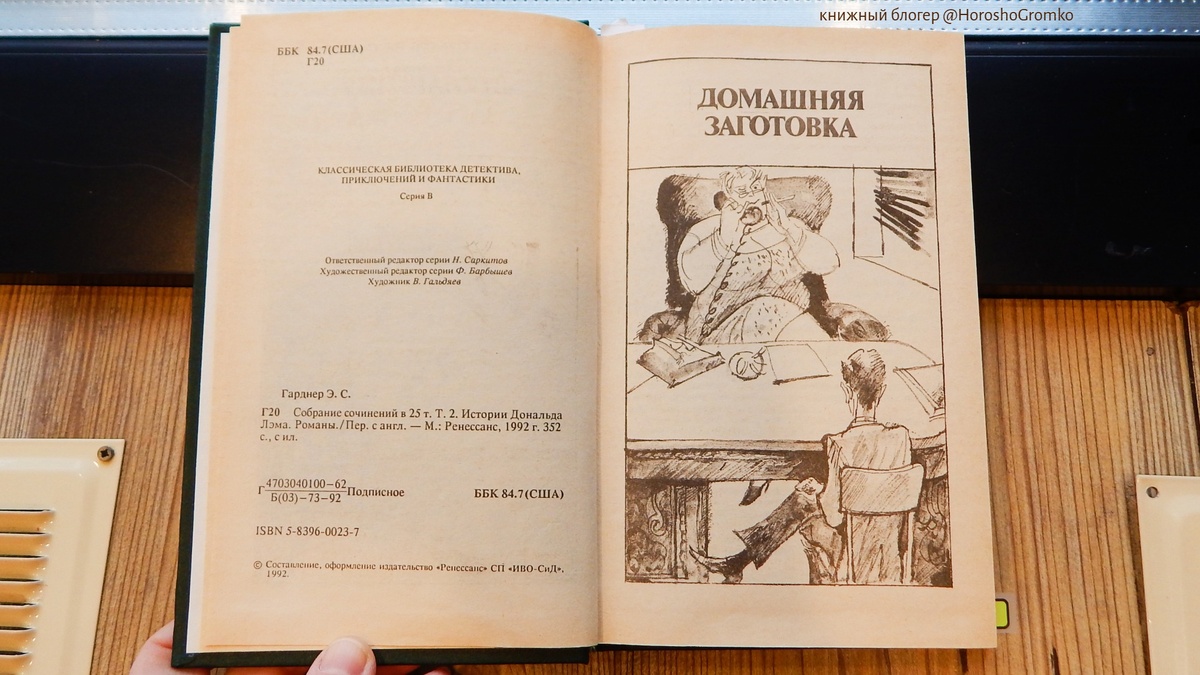 книжный блогер @HoroshoGromko
ББК 84.7(США)
Г20
КЛАССИЧЕСКАЯ БИБЛИОТЕКА ДЕТЕКТИВА,
ПРИКЛЮЧЕНИЙ И ФАНТАСТИКИ
Серия В
Ответственный редактор серии Н. Саркитов
Художественный редактор серии Ф. Барбышев
Художник В. Гальдяев
Гарднер Э. С.
Г20 Собрание сочинений в 25 т. Т. 2. Истории Дональда
Лэма. Романы./Пер. с англ. — М.: Ренессанс, 1992 г. 352
с., с ил.
Г 4703040100—62 Подписное
Б(03)—73—92
ББК 84.7(США)
ISBN 5-8396-0023-7
© Составление, оформление издательство «Ренессанс» СП «ИВО-СиД»,
1992.
ДОМАШНЯЯ
ЗАГОТОВКА